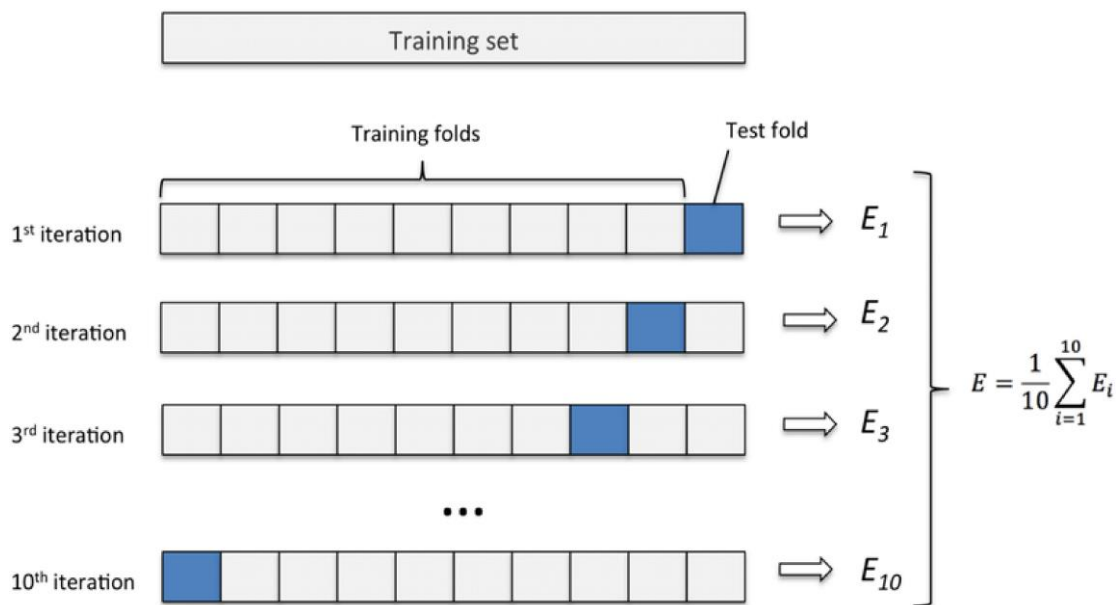 Training set
Training folds
Test fold
1st iteration
E1
2nd iteration
E2
3rd iteration
E3
...
10th iteration
E10
E = 1/10 ∑_{i=1}^{10} E_i